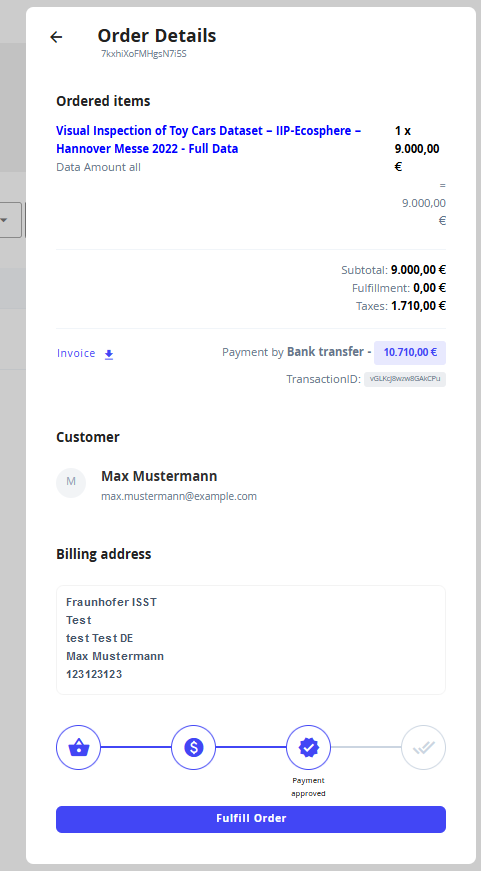 Order Details
7kxhiXoFMHgsN7i5S
Ordered items
Visual Inspection of Toy Cars Dataset – IIP-Ecosphere –
Hannover Messe 2022 - Full Data
Data Amount all
1 x
9.000,00
€
=
9.000,00
€
Subtotal: 9.000,00 €
Fulfillment: 0,00 €
Taxes: 1.710,00 €
Invoice
Payment by Bank transfer - 10.710,00 €
TransactionID: vGLKcJ8wzw8GAkCPu
Customer
M
Max Mustermann
max.mustermann@example.com
Billing address
Fraunhofer ISST
Test
test Test DE
Max Mustermann
123123123
Payment
approved
Fulfill Order